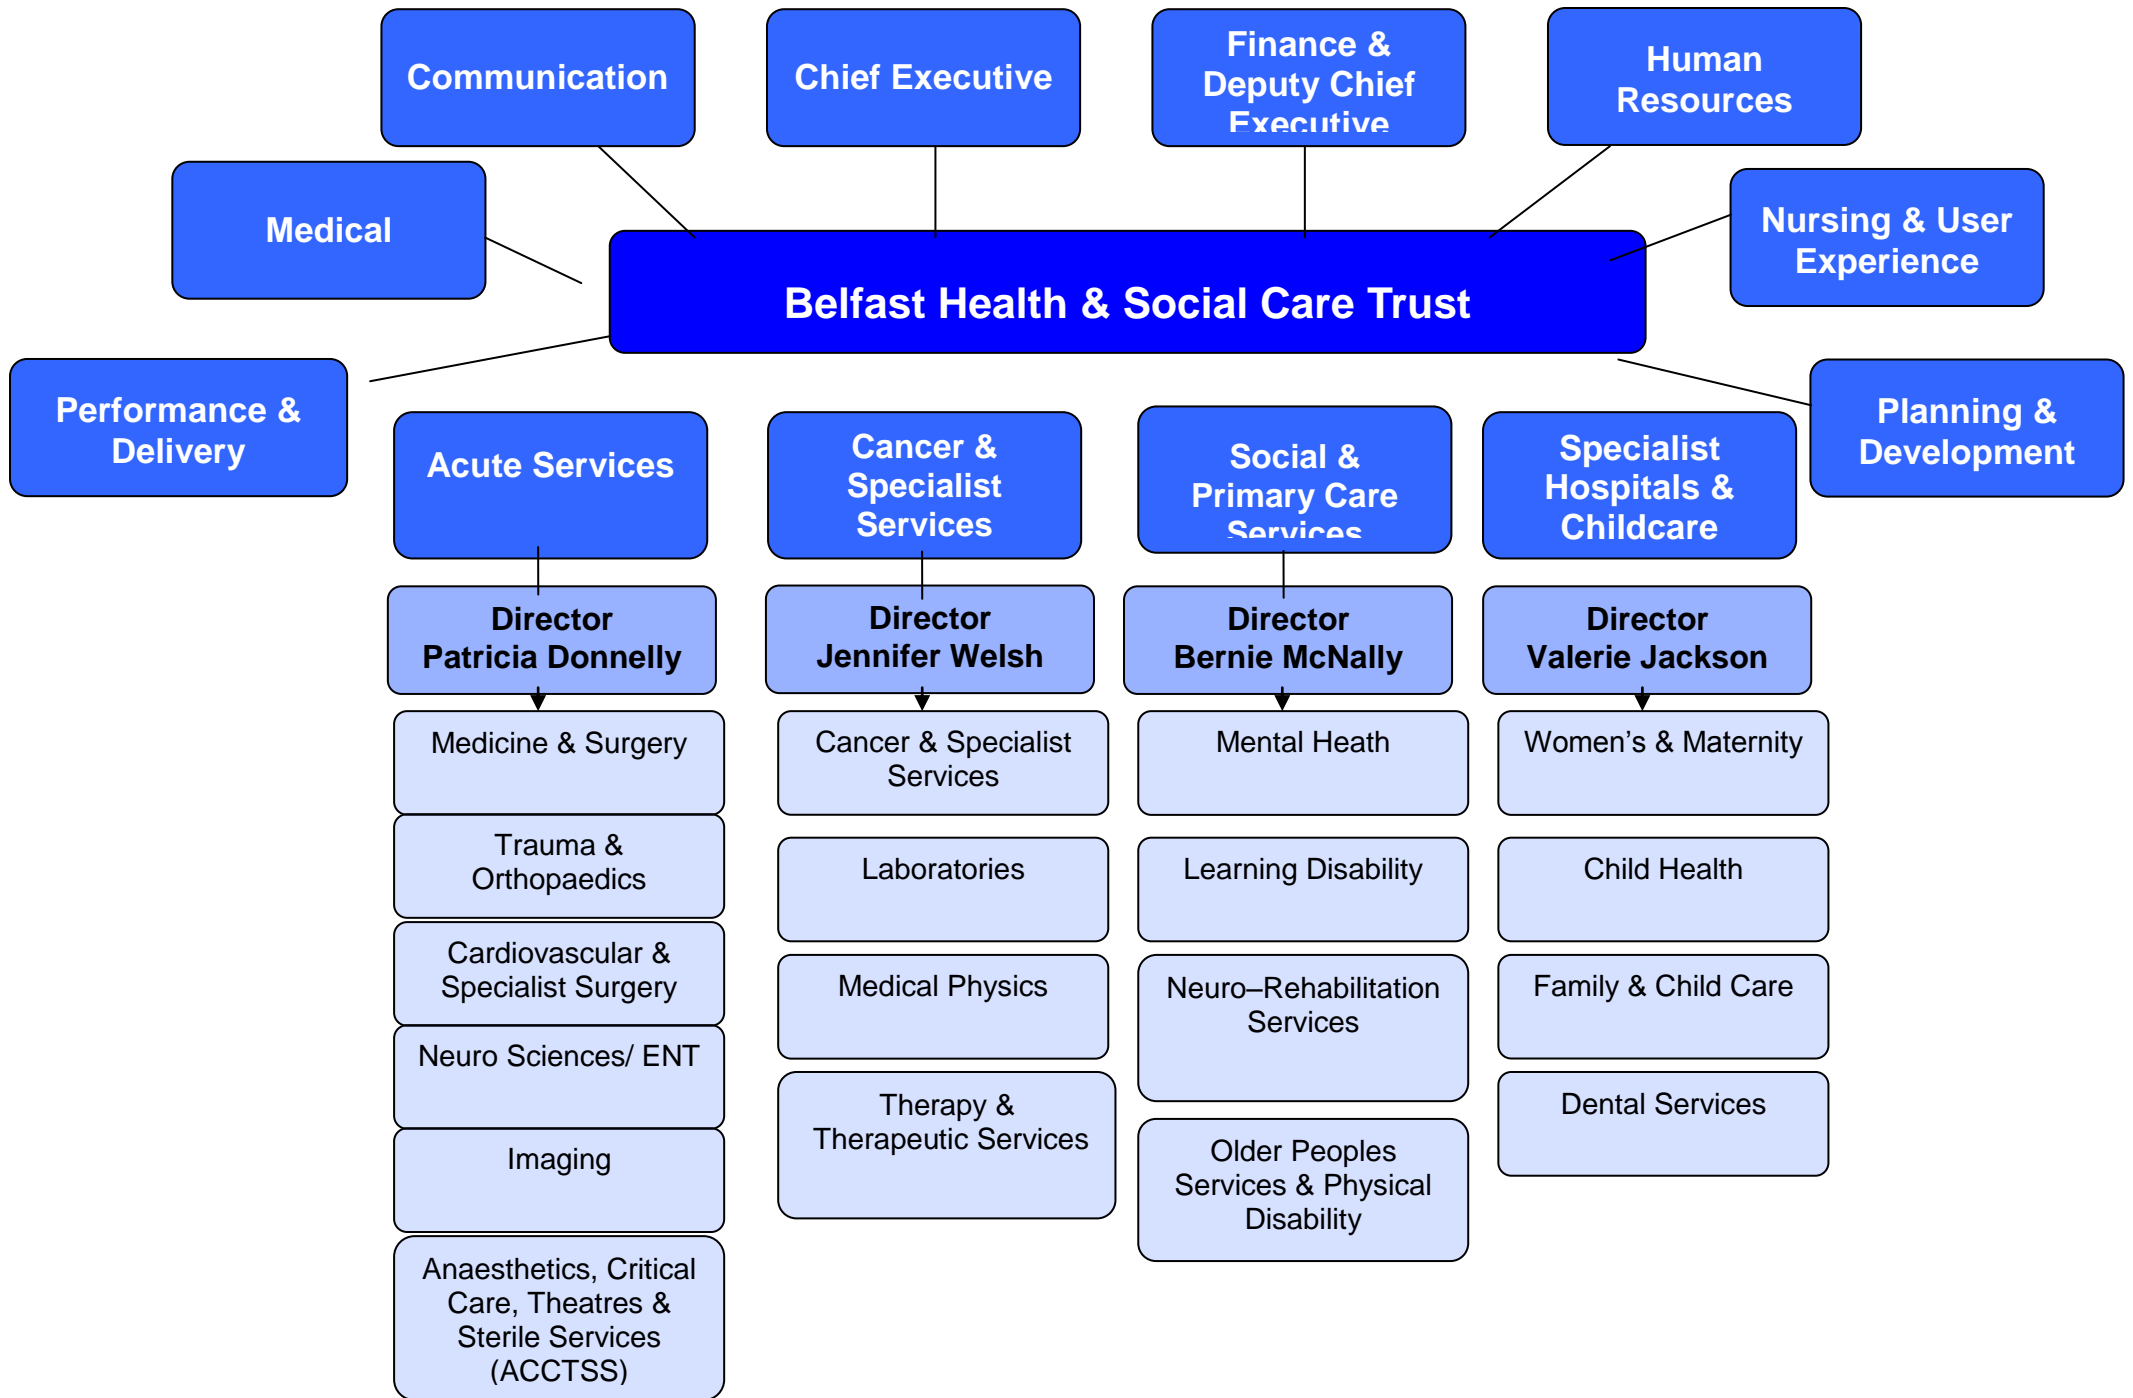 Communication
Chief Executive
Finance &
Deputy Chief
Executive
Human
Resources
Medical
Nursing & User
Experience
Belfast Health & Social Care Trust
Performance &
Delivery
Planning &
Development
Acute Services
Cancer &
Specialist
Services
Social &
Primary Care
Services
Specialist
Hospitals &
Childcare
Director
Patricia Donnelly
Director
Jennifer Welsh
Director
Bernie McNally
Director
Valerie Jackson
Medicine & Surgery
Trauma &
Orthopaedics
Cardiovascular &
Specialist Surgery
Neuro Sciences/ ENT
Imaging
Anaesthetics, Critical
Care, Theatres &
Sterile Services
(ACCTSS)
Cancer & Specialist
Services
Laboratories
Medical Physics
Therapy &
Therapeutic Services
Mental Heath
Learning Disability
Neuro–Rehabilitation
Services
Older Peoples
Services & Physical
Disability
Women’s & Maternity
Child Health
Family & Child Care
Dental Services